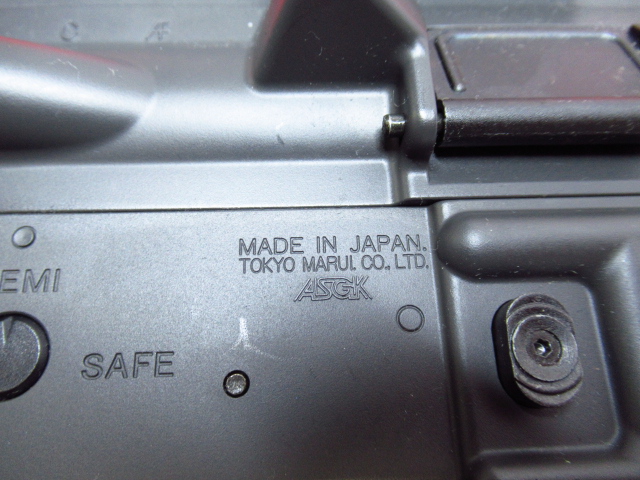 MADE IN JAPAN.
TOKYO MARUI. CO., LTD.
ASGK
EMI
SAFE